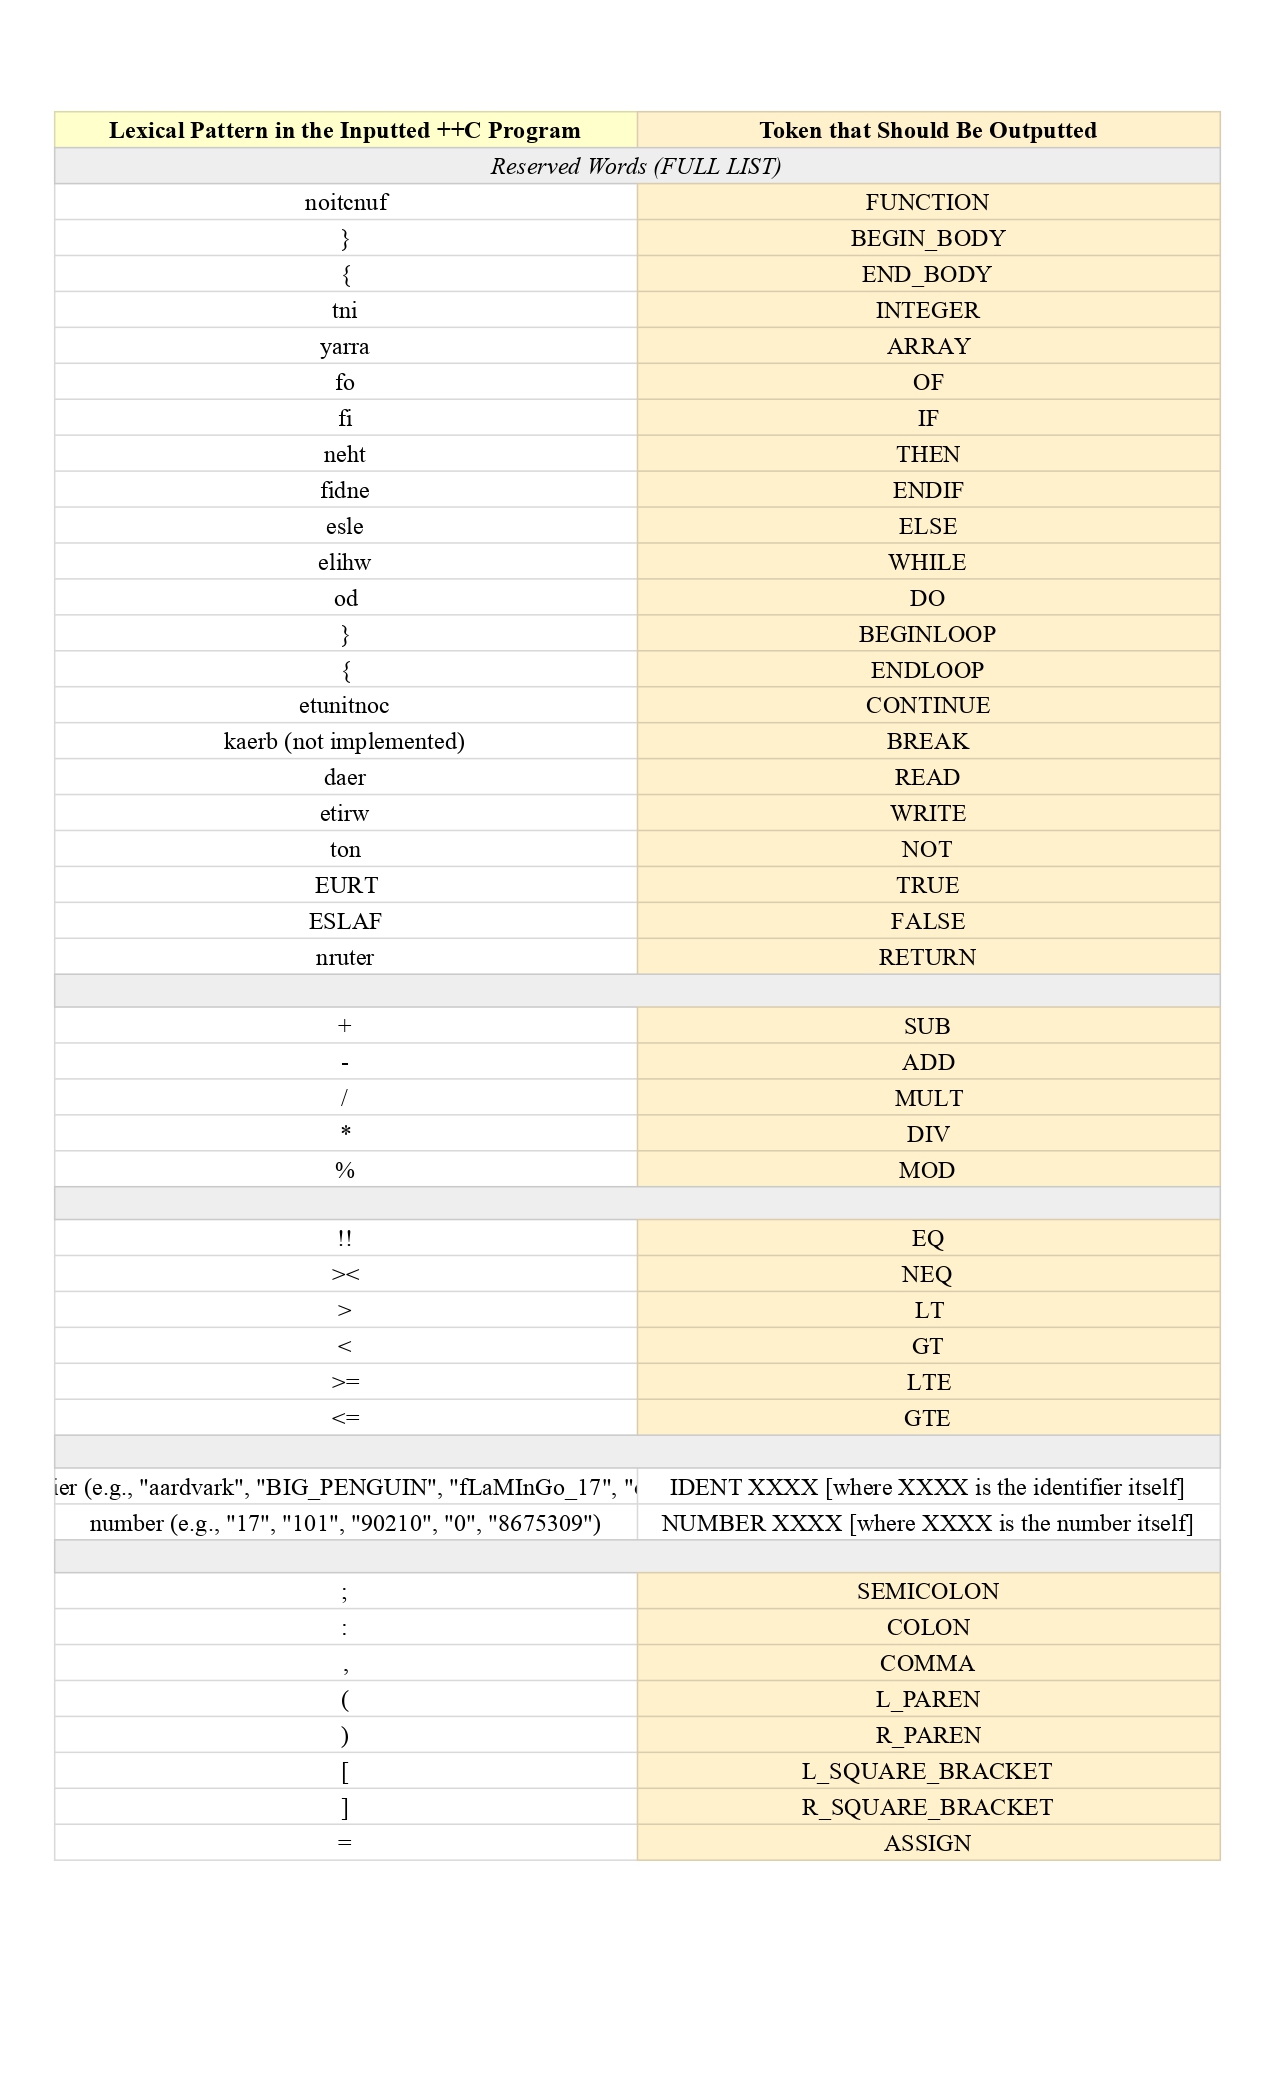 Lexical Pattern in the Inputted ++C Program Token that Should Be Outputted
Reserved Words (FULL LIST)
noitcnuf FUNCTION
} BEGIN_BODY
{ END_BODY
tni INTEGER
yarra ARRAY
fo OF
fi IF
neht THEN
fidne ENDIF
esle ELSE
elihw WHILE
od DO
} BEGINLOOP
{ ENDLOOP
etunitnoc CONTINUE
kaerb (not implemented) BREAK
daer READ
etirw WRITE
ton NOT
EURT TRUE
ESLAF FALSE
nruter RETURN
+ SUB
- ADD
/ MULT
* DIV
% MOD
!! EQ
>< NEQ
> LT
< GT
>= LTE
<= GTE
(e.g., "aardvark", "BIG_PENGUIN", "fLaMInGo_17", IDENT XXXX [where XXXX is the identifier itself]
number (e.g., "17", "101", "90210", "0", "8675309") NUMBER XXXX [where XXXX is the number itself]
; SEMICOLON
: COLON
, COMMA
( L_PAREN
) R_PAREN
[ L_SQUARE_BRACKET
] R_SQUARE_BRACKET
= ASSIGN